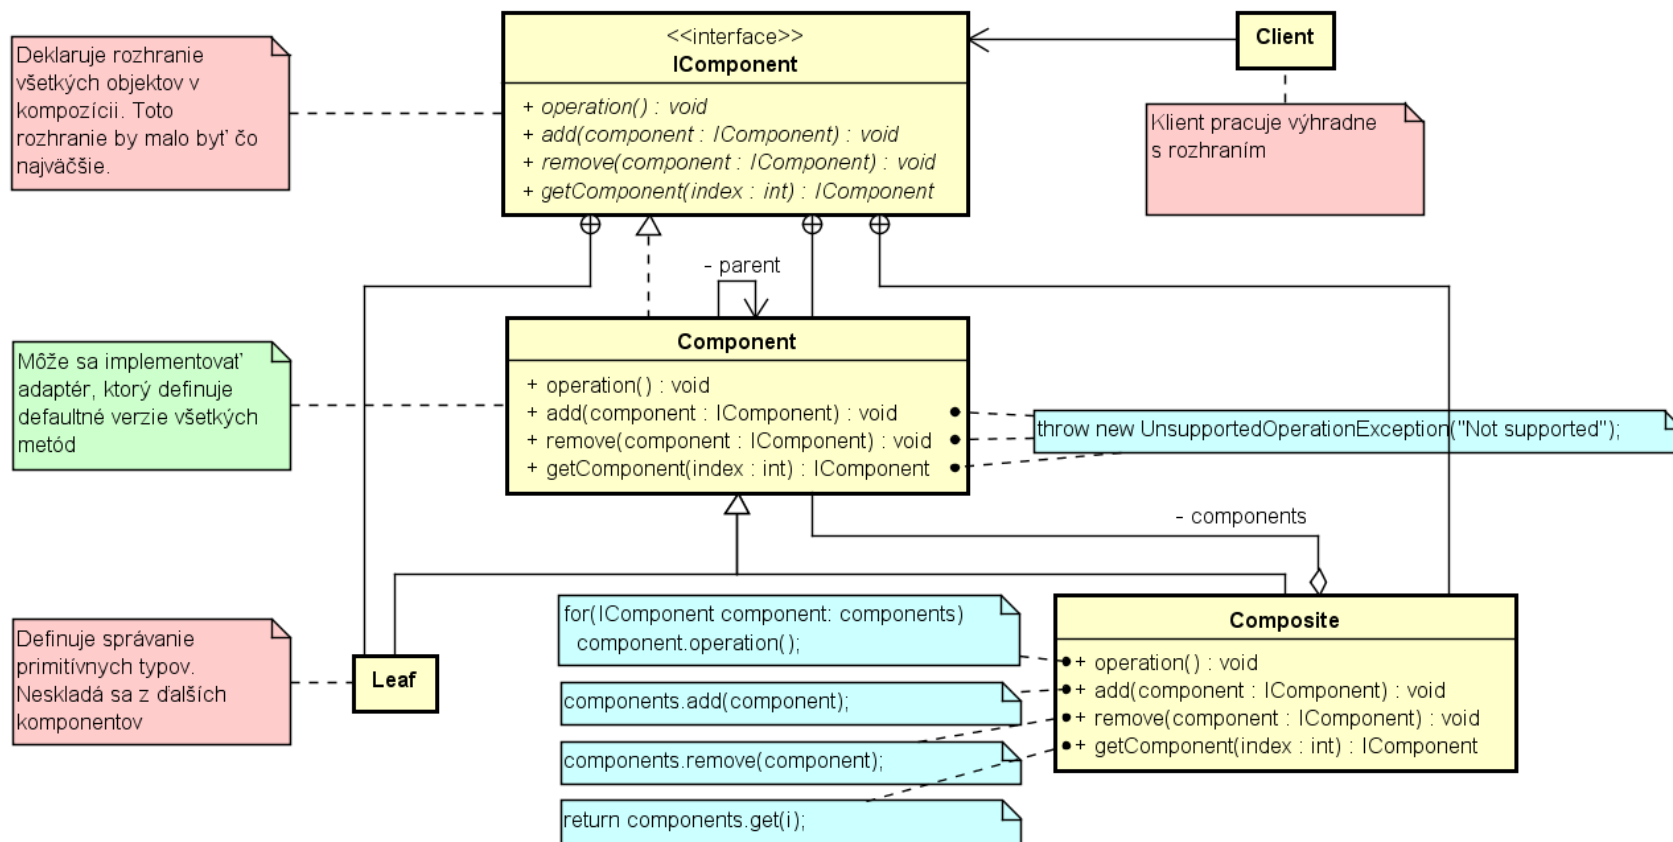 Deklaruje rozhranie
všetkých objektov v
kompozícii. Toto
rozhranie by malo byť čo
najväčšie.
<<interface>>
IComponent
+ operation() : void
+ add(component : IComponent) : void
+ remove(component : IComponent) : void
+ getComponent(index : int) : IComponent
Client
Klient pracuje výhradne
s rozhraním
- parent
Môže sa implementovať
adaptér, ktorý definuje
defaultné verzie všetkých
metód
Component
+ operation() : void
+ add(component : IComponent) : void
+ remove(component : IComponent) : void
+ getComponent(index : int) : IComponent
throw new UnsupportedOperationException("Not supported");
- components
Definuje správanie
primitívnych typov.
Neskladá sa z ďalších
komponentov
Leaf
for(IComponent component: components)
component.operation();
components.add(component);
components.remove(component);
return components.get(i);
Composite
+ operation() : void
+ add(component : IComponent) : void
+ remove(component : IComponent) : void
+ getComponent(index : int) : IComponent